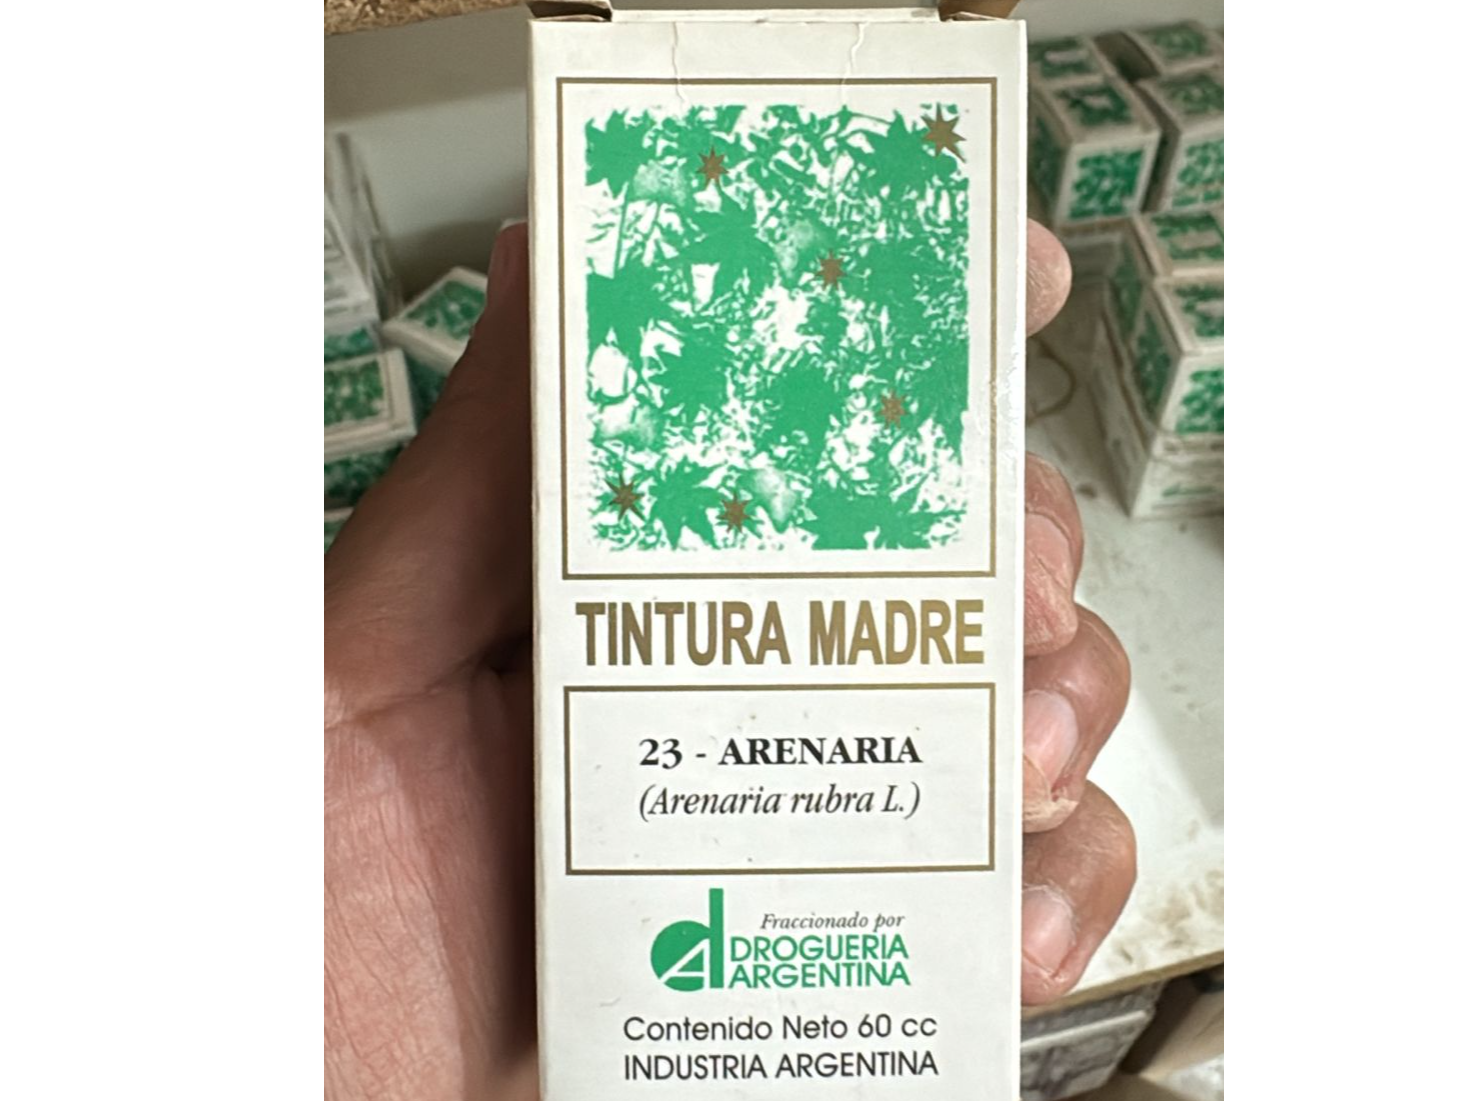 TINTURA MADRE
23 - ARENARIA
(Arenaria rubra L.)
Fraccionado por
DROGUERIA
ARGENTINA
Contenido Neto 60 cc
INDUSTRIA ARGENTINA